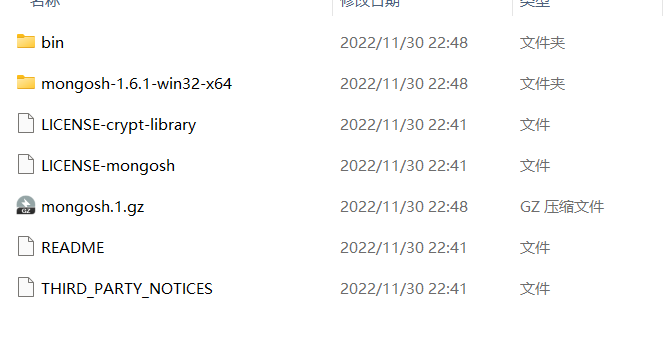 名称 修改日期 类型
bin 2022/11/30 22:48 文件夹
mongosh-1.6.1-win32-x64 2022/11/30 22:48 文件夹
LICENSE-crypt-library 2022/11/30 22:41 文件
LICENSE-mongosh 2022/11/30 22:41 文件
GZ mongosh.1.gz 2022/11/30 22:48 GZ 压缩文件
README 2022/11/30 22:41 文件
THIRD_PARTY_NOTICES 2022/11/30 22:41 文件